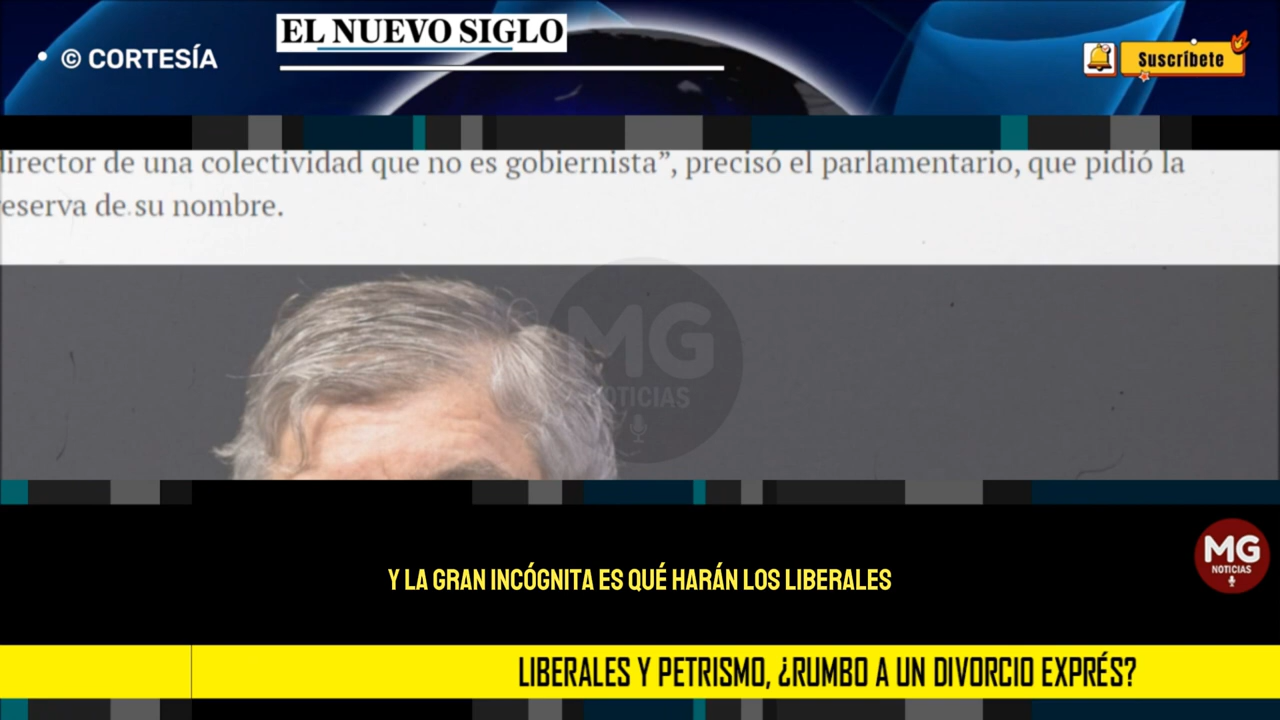 • © CORTESÍA
EL NUEVO SIGLO
Suscríbete
director de una colectividad que no es gobiernista”, precisó el parlamentario, que pidió la
reserva de su nombre.
MG
NOTICIAS
Y LA GRAN INCÓGNITA ES QUÉ HARÁN LOS LIBERALES
MG
NOTICIAS
LIBERALES Y PETRISMO, ¿RUMBO A UN DIVORCIO EXPRÉS?